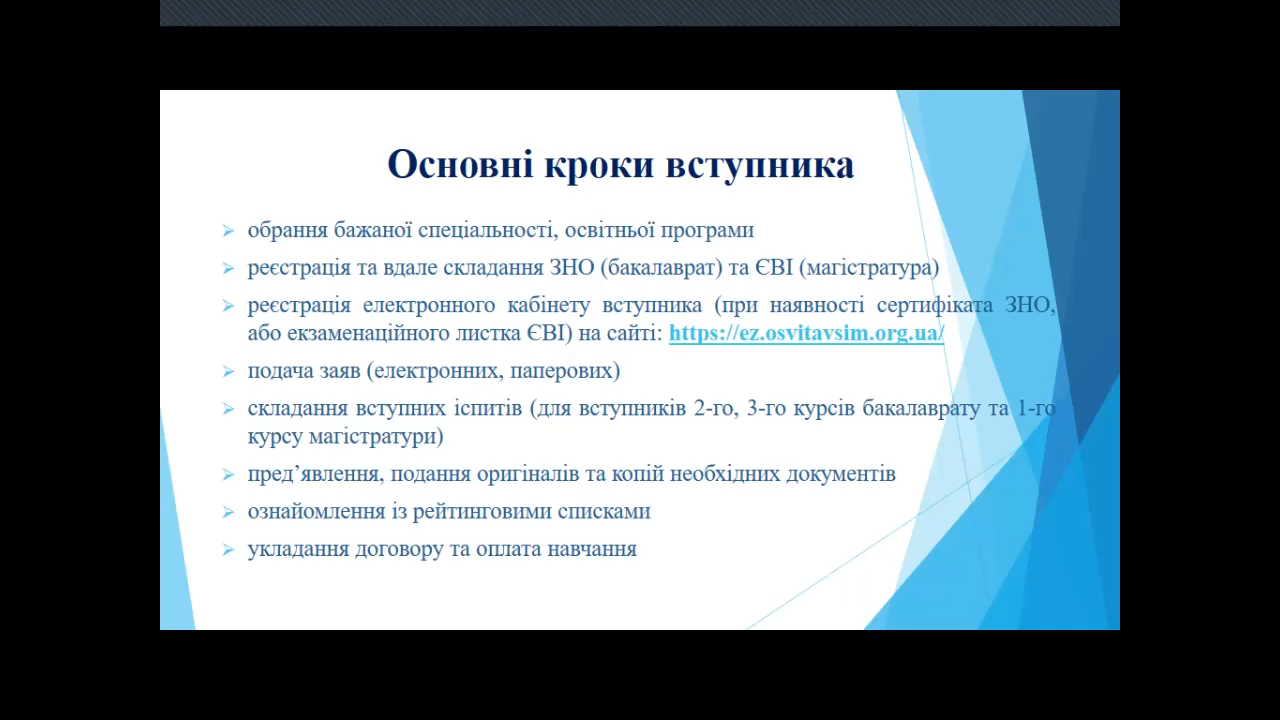 Основні кроки вступника
обрання бажаної спеціальності, освітньої програми
реєстрація та вдале складання ЗНО (бакалаврат) та ЄВІ (магістратура)
реєстрація електронного кабінету вступника (при наявності сертифіката ЗНО,
або екзаменаційного листка ЄВІ) на сайті: https://ez.osvitavsim.org.ua/
подача заяв (електронних, паперових)
складання вступних іспитів (для вступників 2-го, 3-го курсів бакалаврату та 1-го
курсу магістратури)
пред’явлення, подання оригіналів та копій необхідних документів
ознайомлення із рейтинговими списками
укладання договору та оплата навчання